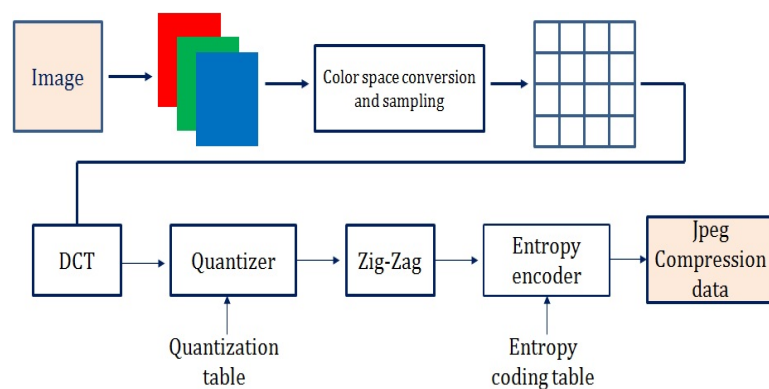 Image
Color space conversion
and sampling
DCT
Quantizer
Zig-Zag
Entropy
encoder
Jpeg
Compression
data
Quantization
table
Entropy
coding table